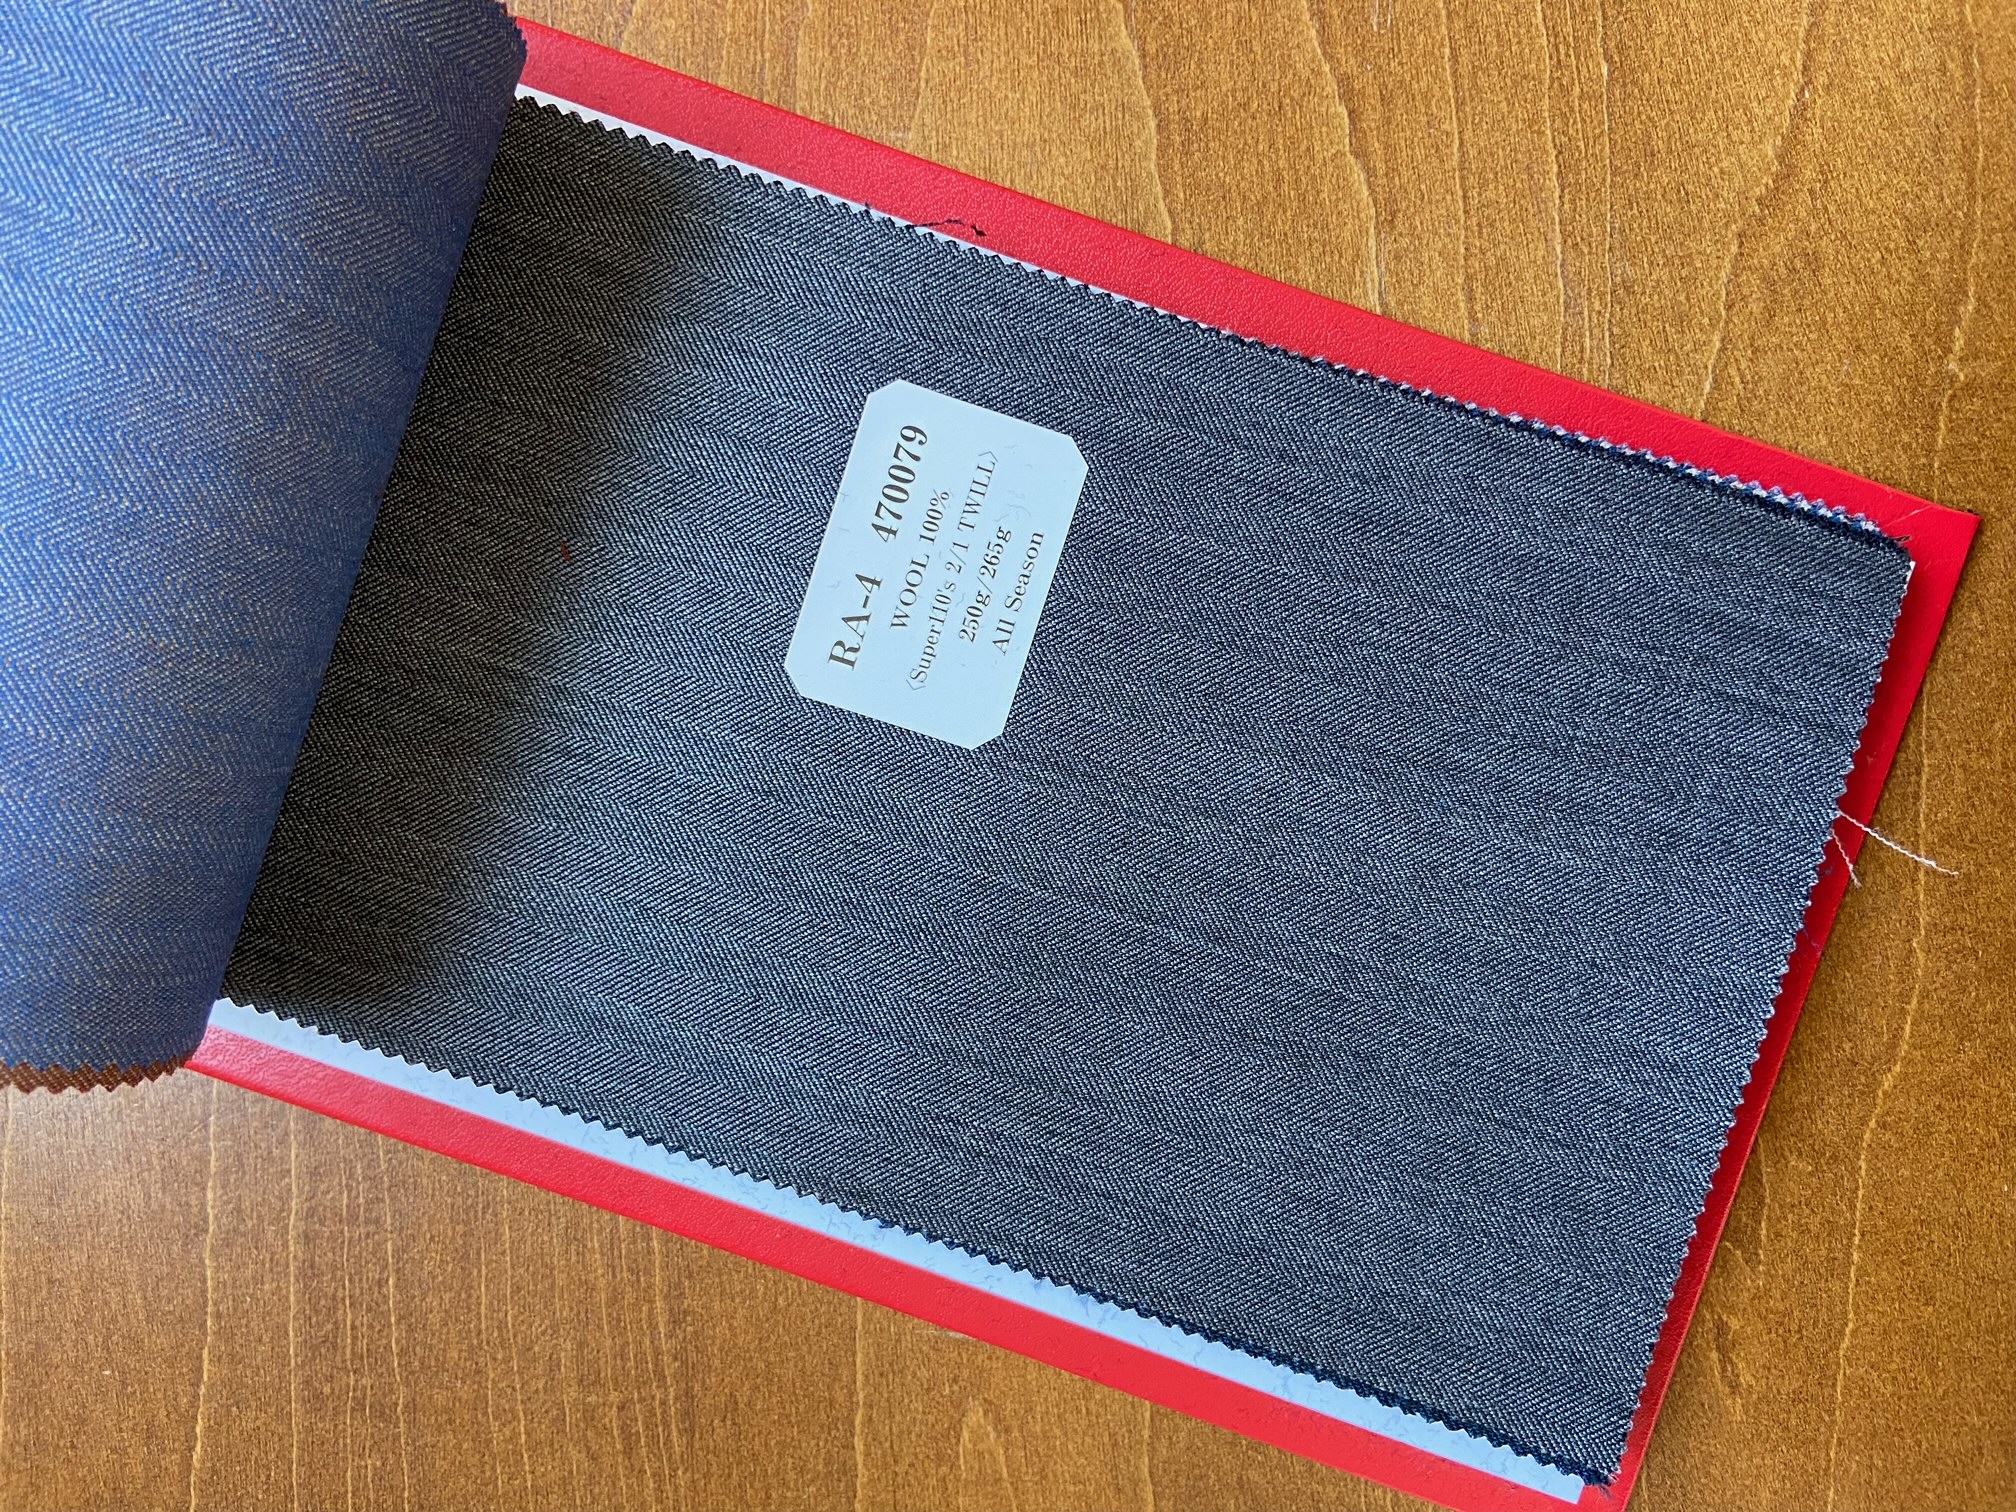 RA-4 470079
WOOL 100%
〈Super110's 2/1 TWILL〉
250g/265g
All Season